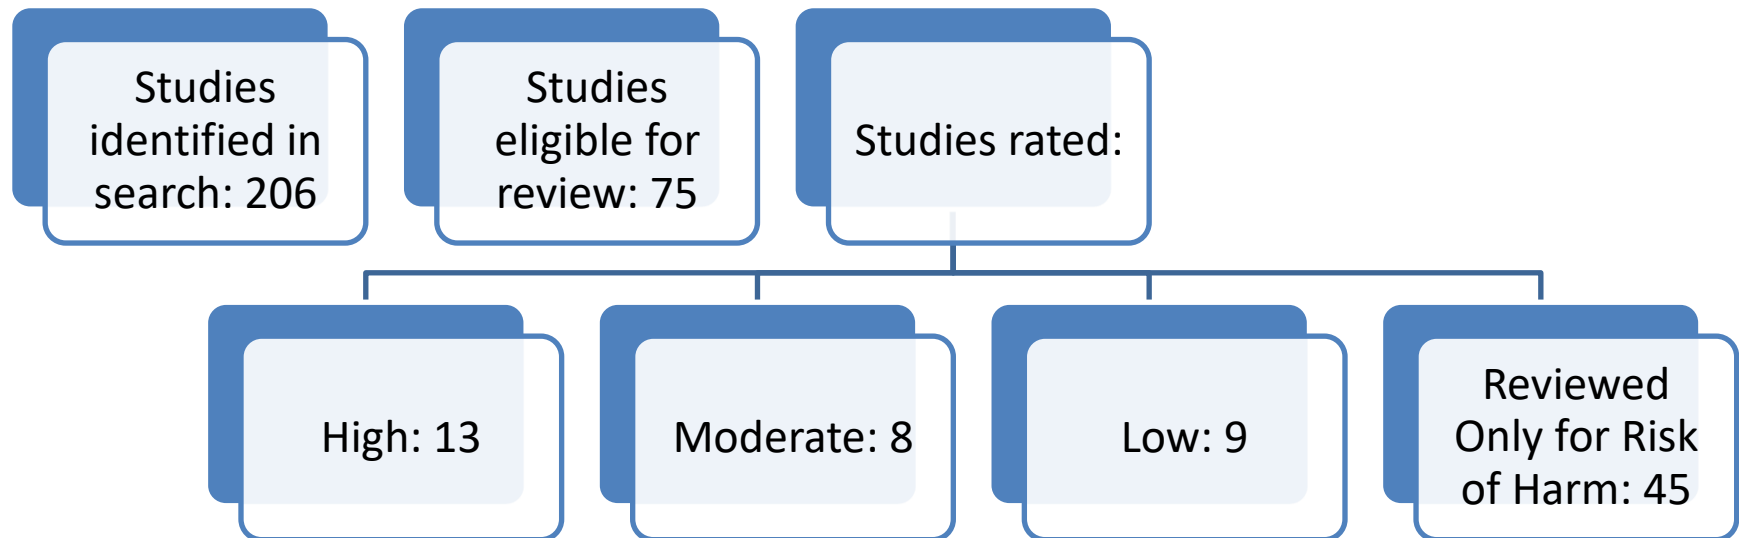 Studies
identified in
search: 206
Studies
eligible for
review: 75
Studies rated:
High: 13
Moderate: 8
Low: 9
Reviewed
Only for Risk
of Harm: 45